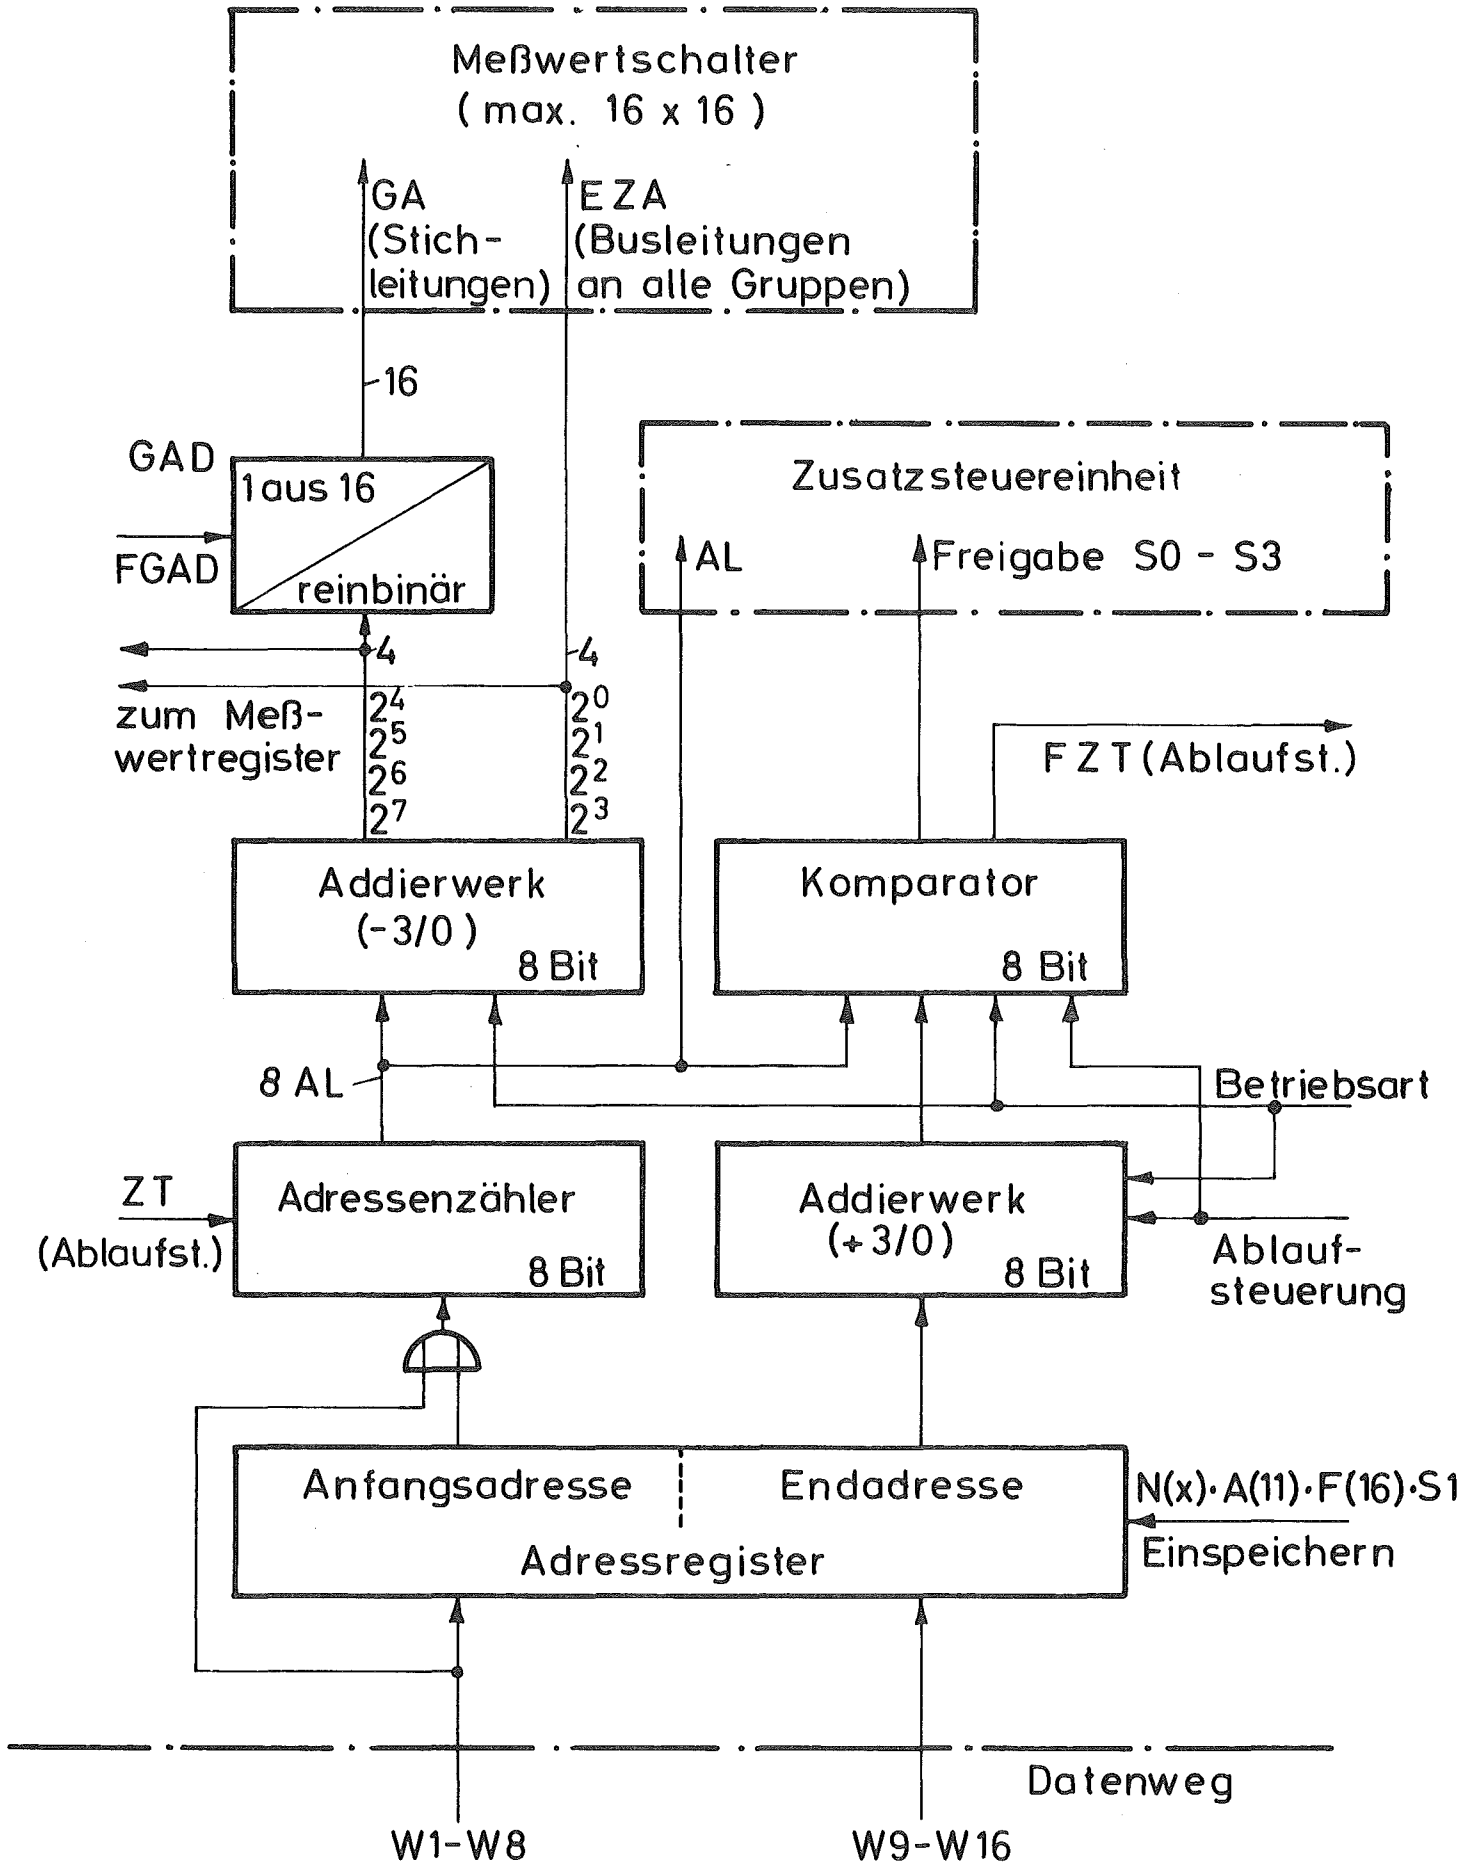 Meßwertschalter
( max. 16 x 16 )
GA
(Stich-
leitungen)
EZA
(Busleitungen
an alle Gruppen)
16
GAD
1 aus 16
FGAD
reinbinär
Zusatzsteuereinheit
AL
Freigabe S0 - S3
4
4
zum Meß-
wertregister
2⁴
2⁵
2⁶
2⁷
2⁰
2¹
2²
2³
FZT (Ablaufst.)
Addierwerk
(-3/0)
8 Bit
Komparator
8 Bit
8 AL
Betriebsart
ZT
(Ablaufst.)
Adressenzähler
8 Bit
Addierwerk
(+3/0)
8 Bit
Ablauf-
steuerung
Anfangsadresse
Endadresse
Adressregister
N(x)·A(11)·F(16)·S1
Einspeichern
Datenweg
W1-W8
W9-W16